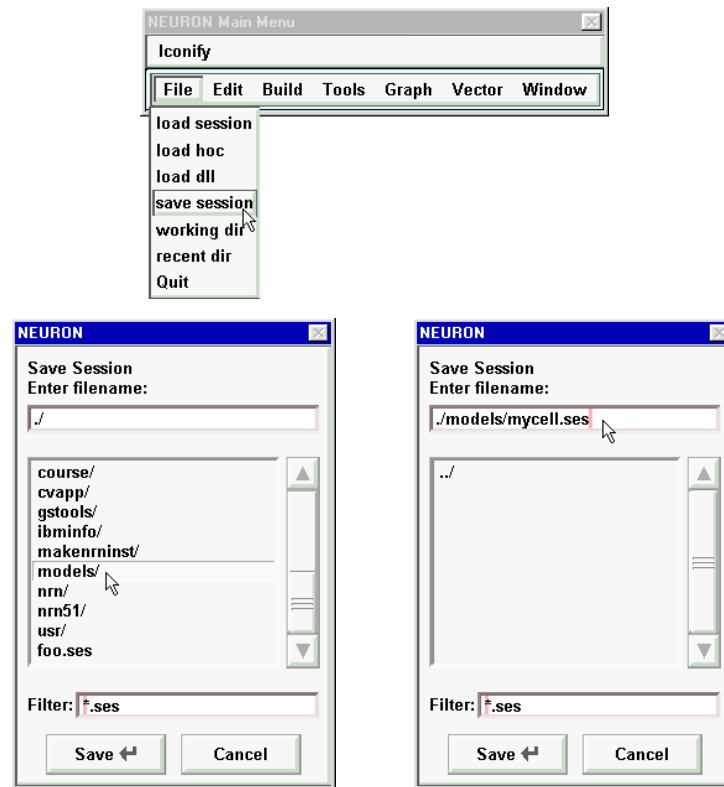 NEURON Main Menu
Iconify
File Edit Build Tools Graph Vector Window
load session
load hoc
load dll
save session
working dir
recent dir
Quit
NEURON
Save Session
Enter filename:
./
course/
cvapp/
gstools/
ibminfo/
makenrninst/
models/
nrn/
nrn51/
usr/
foo.ses
Filter: *.ses
Save Cancel
NEURON
Save Session
Enter filename:
./models/mycell.ses
../
Filter: *.ses
Save Cancel